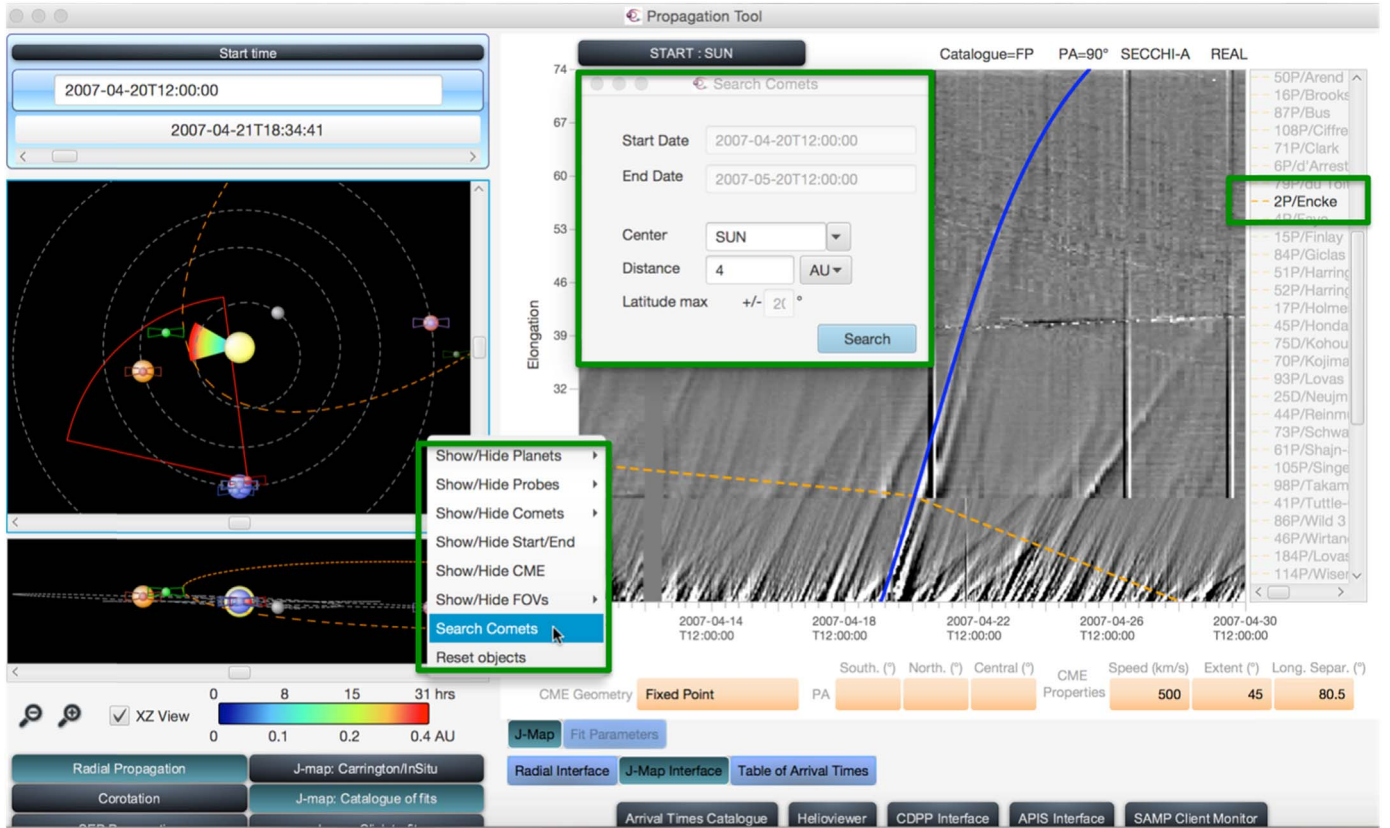 Propagation Tool
Start time
2007-04-20T12:00:00
2007-04-21T18:34:41
START : SUN
Catalogue=FP PA=90° SECCHI-A REAL
Search Comets
Start Date 2007-04-20T12:00:00
End Date 2007-05-20T12:00:00
Center SUN
Distance 4 AU
Latitude max +/- °
Search
Elongation
74
67
60
53
46
39
32
50P/Arend
16P/Brooks
87P/Bus
108P/Ciffre
71P/Clark
6P/d'Arrest
79P/du Toit
2P/Encke
4P/Faye
15P/Finlay
84P/Giclas
51P/Harring
52P/Harring
17P/Holme
45P/Honda
75D/Kohou
70P/Kojima
93P/Lovas
25D/Neujm
44P/Reinm
73P/Schwa
61P/Shajn-
105P/Singe
98P/Takam
41P/Tuttle-
86P/Wild 3
46P/Wirtan
184P/Lovas
114P/Wiser
Show/Hide Planets
Show/Hide Probes
Show/Hide Comets
Show/Hide Start/End
Show/Hide CME
Show/Hide FOVs
Search Comets
Reset objects
2007-04-14 2007-04-18 2007-04-22 2007-04-26 2007-04-30
T12:00:00 T12:00:00 T12:00:00 T12:00:00 T12:00:00
South. (°) North. (°) Central (°) Speed (km/s) Extent (°) Long. Separ. (°)
CME Geometry Fixed Point PA CME Properties 500 45 80.5
XZ View
0 8 15 31 hrs
0 0.1 0.2 0.4 AU
J-Map Fit Parameters
Radial Interface J-Map Interface Table of Arrival Times
Radial Propagation J-map: Carrington/InSitu
Corotation J-map: Catalogue of fits
Arrival Times Catalogue Helioviewer CDPP Interface APIS Interface SAMP Client Monitor